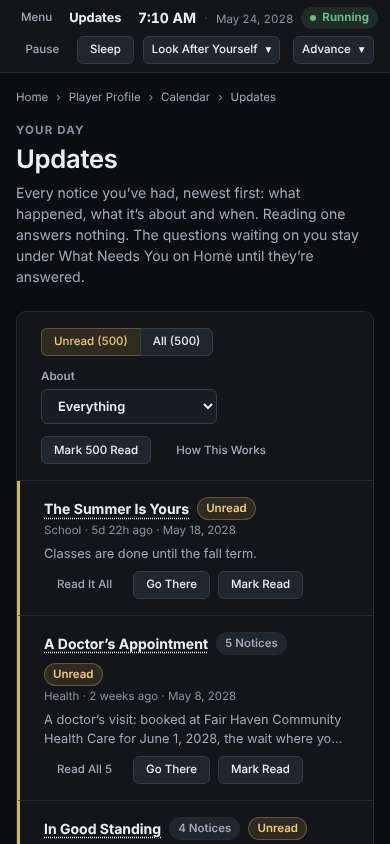 Menu Updates 7:10 AM · May 24, 2028 Running
Pause Sleep Look After Yourself ▾ Advance ▾
Home › Player Profile › Calendar › Updates
YOUR DAY
Updates
Every notice you’ve had, newest first: what
happened, what it’s about and when. Reading one
answers nothing. The questions waiting on you stay
under What Needs You on Home until they’re
answered.
Unread (500) All (500)
About
Everything
Mark 500 Read How This Works
The Summer Is Yours Unread
School · 5d 22h ago · May 18, 2028
Classes are done until the fall term.
Read It All Go There Mark Read
A Doctor’s Appointment 5 Notices
Unread
Health · 2 weeks ago · May 8, 2028
A doctor’s visit: booked at Fair Haven Community
Health Care for June 1, 2028, the wait where yo...
Read All 5 Go There Mark Read
In Good Standing 4 Notices Unread